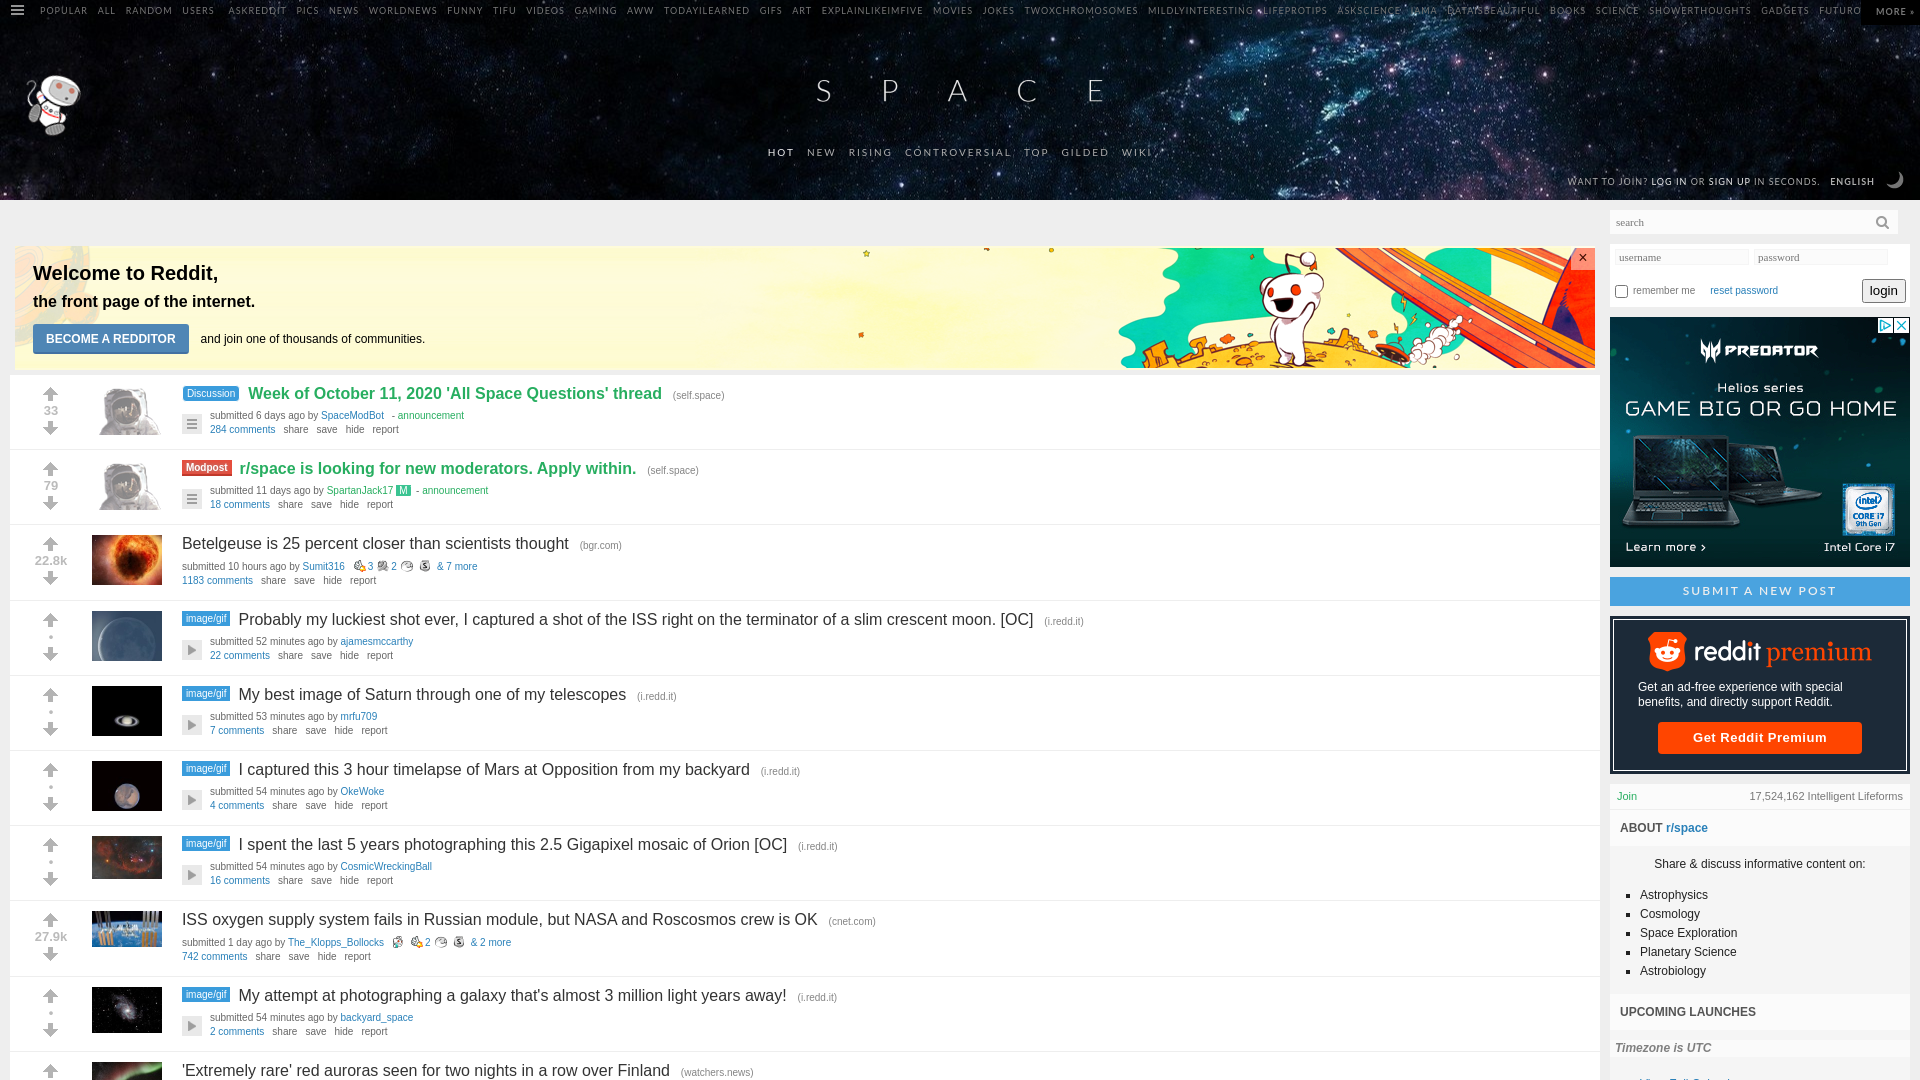 POPULAR ALL RANDOM USERS ASKREDDIT PICS NEWS WORLDNEWS FUNNY TIFU VIDEOS GAMING AWW TODAYILEARNED GIFS ART EXPLAINLIKEIMFIVE MOVIES JOKES TWOXCHROMOSOMES MILDLYINTERESTING LIFEPROTIPS ASKSCIENCE IAMA DATAISBEAUTIFUL BOOKS SCIENCE SHOWERTHOUGHTS GADGETS FUTURO MORE »
S P A C E
HOT NEW RISING CONTROVERSIAL TOP GILDED WIKI
WANT TO JOIN? LOG IN OR SIGN UP IN SECONDS. ENGLISH
search
username password
remember me reset password login
Welcome to Reddit,
the front page of the internet.
BECOME A REDDITOR and join one of thousands of communities.
×
33
Discussion Week of October 11, 2020 'All Space Questions' thread (self.space)
submitted 6 days ago by SpaceModBot - announcement
284 comments share save hide report
79
Modpost r/space is looking for new moderators. Apply within. (self.space)
submitted 11 days ago by SpartanJack17 M - announcement
18 comments share save hide report
22.8k
Betelgeuse is 25 percent closer than scientists thought (bgr.com)
submitted 10 hours ago by Sumit316 3 2 & 7 more
1183 comments share save hide report
•
image/gif Probably my luckiest shot ever, I captured a shot of the ISS right on the terminator of a slim crescent moon. [OC] (i.redd.it)
submitted 52 minutes ago by ajamesmccarthy
22 comments share save hide report
•
image/gif My best image of Saturn through one of my telescopes (i.redd.it)
submitted 53 minutes ago by mrfu709
7 comments share save hide report
•
image/gif I captured this 3 hour timelapse of Mars at Opposition from my backyard (i.redd.it)
submitted 54 minutes ago by OkeWoke
4 comments share save hide report
•
image/gif I spent the last 5 years photographing this 2.5 Gigapixel mosaic of Orion [OC] (i.redd.it)
submitted 54 minutes ago by CosmicWreckingBall
16 comments share save hide report
27.9k
ISS oxygen supply system fails in Russian module, but NASA and Roscosmos crew is OK (cnet.com)
submitted 1 day ago by The_Klopps_Bollocks 2 & 2 more
742 comments share save hide report
•
image/gif My attempt at photographing a galaxy that's almost 3 million light years away! (i.redd.it)
submitted 54 minutes ago by backyard_space
2 comments share save hide report
'Extremely rare' red auroras seen for two nights in a row over Finland (watchers.news)
PREDATOR
Helios series
GAME BIG OR GO HOME
intel
CORE i7
9th Gen
Learn more > Intel Core i7
SUBMIT A NEW POST
reddit premium
Get an ad-free experience with special
benefits, and directly support Reddit.
Get Reddit Premium
Join 17,524,162 Intelligent Lifeforms
ABOUT r/space
Share & discuss informative content on:
Astrophysics
Cosmology
Space Exploration
Planetary Science
Astrobiology
UPCOMING LAUNCHES
Timezone is UTC